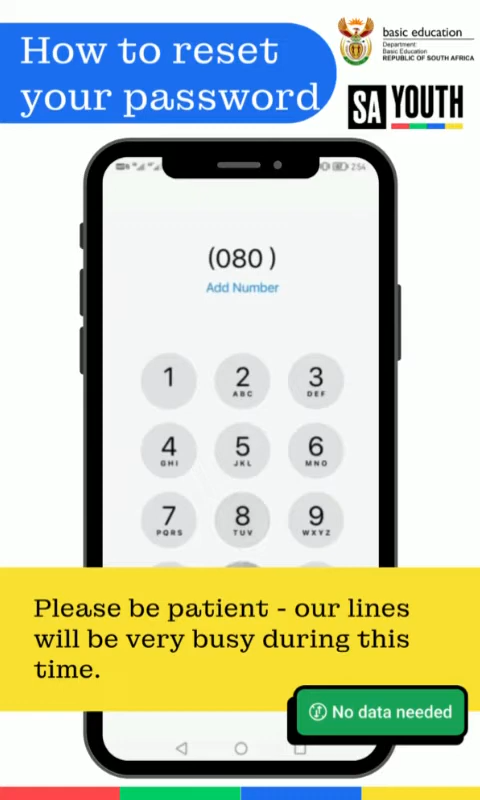 How to reset
your password
basic education
Department:
Basic Education
REPUBLIC OF SOUTH AFRICA
SA YOUTH
2:54
(080 )
Add Number
1
2
ABC
3
DEF
4
GHI
5
JKL
6
MNO
7
PQRS
8
TUV
9
WXYZ
Please be patient - our lines
will be very busy during this
time.
No data needed